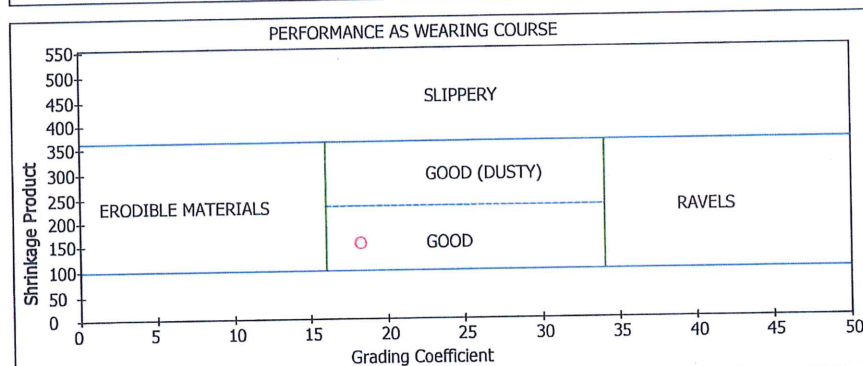 PERFORMANCE AS WEARING COURSE
550
500
450
400
350
300
250
200
150
100
50
0
Shrinkage Product
SLIPPERY
ERODIBLE MATERIALS
GOOD (DUSTY)
GOOD
RAVELS
0 5 10 15 20 25 30 35 40 45 50
Grading Coefficient